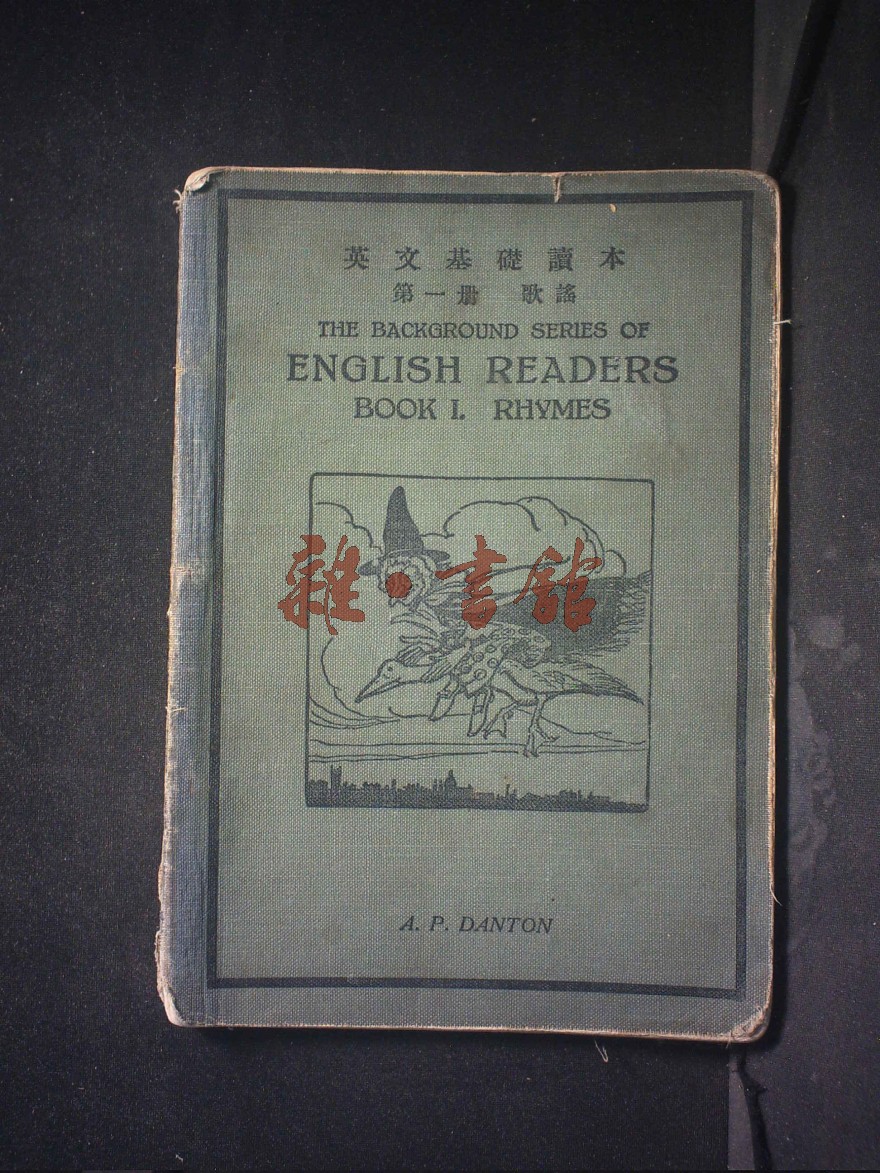 英文基礎讀本
第一册 歌謠
THE BACKGROUND SERIES OF
ENGLISH READERS
BOOK I. RHYMES
雜·書館
A. P. DANTON